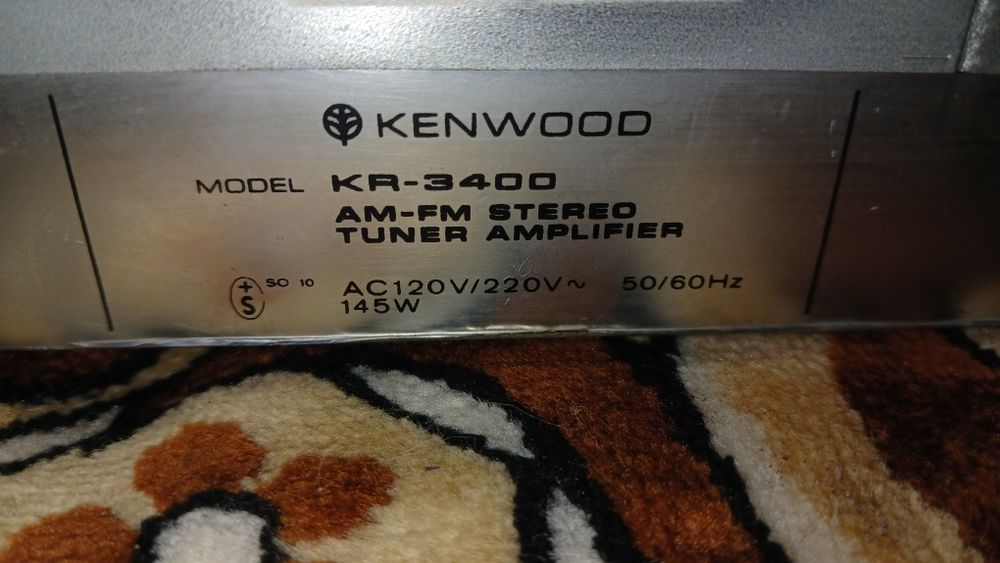 KENWOOD
MODEL KR-3400
AM-FM STEREO
TUNER AMPLIFIER
+S SO 10 AC120V/220V~ 50/60Hz
145W